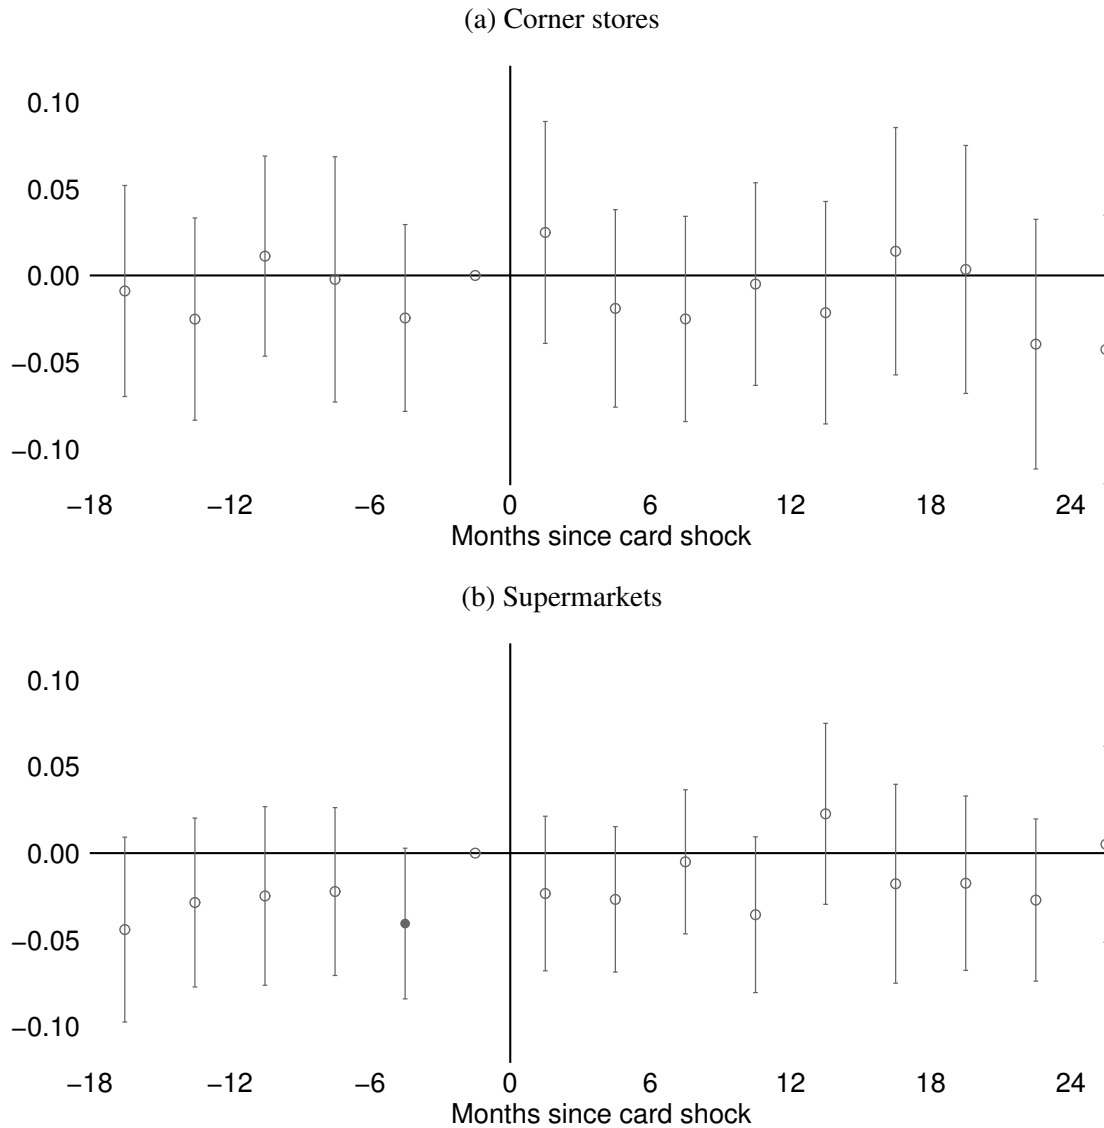 (a) Corner stores
0.10
0.05
0.00
−0.05
−0.10
−18 −12 −6 0 6 12 18 24
Months since card shock
(b) Supermarkets
0.10
0.05
0.00
−0.05
−0.10
−18 −12 −6 0 6 12 18 24
Months since card shock